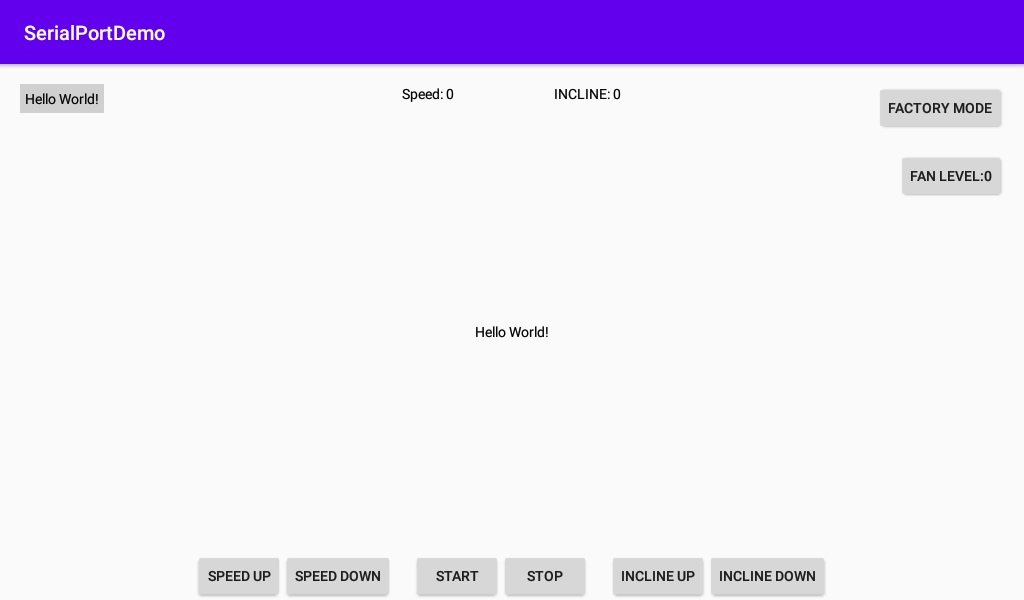 SerialPortDemo
Hello World!
Speed: 0
INCLINE: 0
FACTORY MODE
FAN LEVEL:0
Hello World!
SPEED UP
SPEED DOWN
START
STOP
INCLINE UP
INCLINE DOWN